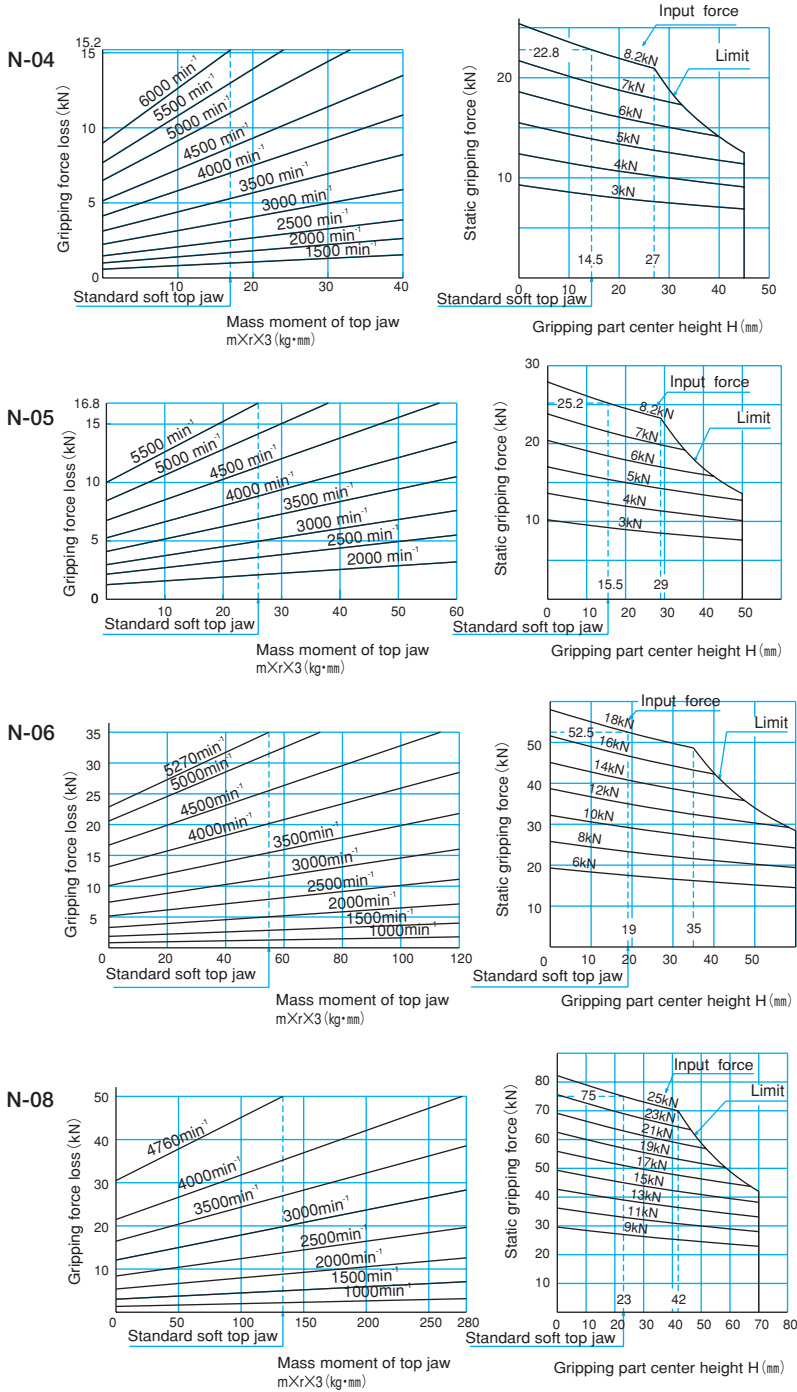 N-04
Gripping force loss (kN)
15.2
15
10
5
0
6000 min⁻¹
5500 min⁻¹
5000 min⁻¹
4500 min⁻¹
4000 min⁻¹
3500 min⁻¹
3000 min⁻¹
2500 min⁻¹
2000 min⁻¹
1500 min⁻¹
10 20 30 40
Standard soft top jaw
Mass moment of top jaw
m×r×3 (kg•mm)
Static gripping force (kN)
20
10
Input force
Limit
22.8
8.2kN
7kN
6kN
5kN
4kN
3kN
14.5 27
0 10 20 30 40 50
Standard soft top jaw
Gripping part center height H (mm)
N-05
Gripping force loss (kN)
16.8
15
10
5
0
5500 min⁻¹
5000 min⁻¹
4500 min⁻¹
4000 min⁻¹
3500 min⁻¹
3000 min⁻¹
2500 min⁻¹
2000 min⁻¹
0 10 20 30 40 50 60
Standard soft top jaw
Mass moment of top jaw
m×r×3 (kg•mm)
Static gripping force (kN)
30
20
10
Input force
Limit
25.2
8.2kN
7kN
6kN
5kN
4kN
3kN
15.5 29
0 10 20 30 40 50
Standard soft top jaw
Gripping part center height H (mm)
N-06
Gripping force loss (kN)
35
30
25
20
15
10
5
5270min⁻¹
5000min⁻¹
4500min⁻¹
4000min⁻¹
3500min⁻¹
3000min⁻¹
2500min⁻¹
2000min⁻¹
1500min⁻¹
1000min⁻¹
0 20 40 60 80 100 120
Standard soft top jaw
Mass moment of top jaw
m×r×3 (kg•mm)
Static gripping force (kN)
50
40
30
20
10
Input force
Limit
18kN
52.5
16kN
14kN
12kN
10kN
8kN
6kN
19 35
0 10 20 30 40 50
Standard soft top jaw
Gripping part center height H (mm)
N-08
Gripping force loss (kN)
50
40
30
20
10
4760min⁻¹
4000min⁻¹
3500min⁻¹
3000min⁻¹
2500min⁻¹
2000min⁻¹
1500min⁻¹
1000min⁻¹
0 50 100 150 200 250 280
Standard soft top jaw
Mass moment of top jaw
m×r×3 (kg•mm)
Static gripping force (kN)
80
70
60
50
40
30
20
10
Input force
Limit
75
25kN
23kN
21kN
19kN
17kN
15kN
13kN
11kN
9kN
23 42
0 10 20 30 40 50 60 70 80
Standard soft top jaw
Gripping part center height H (mm)